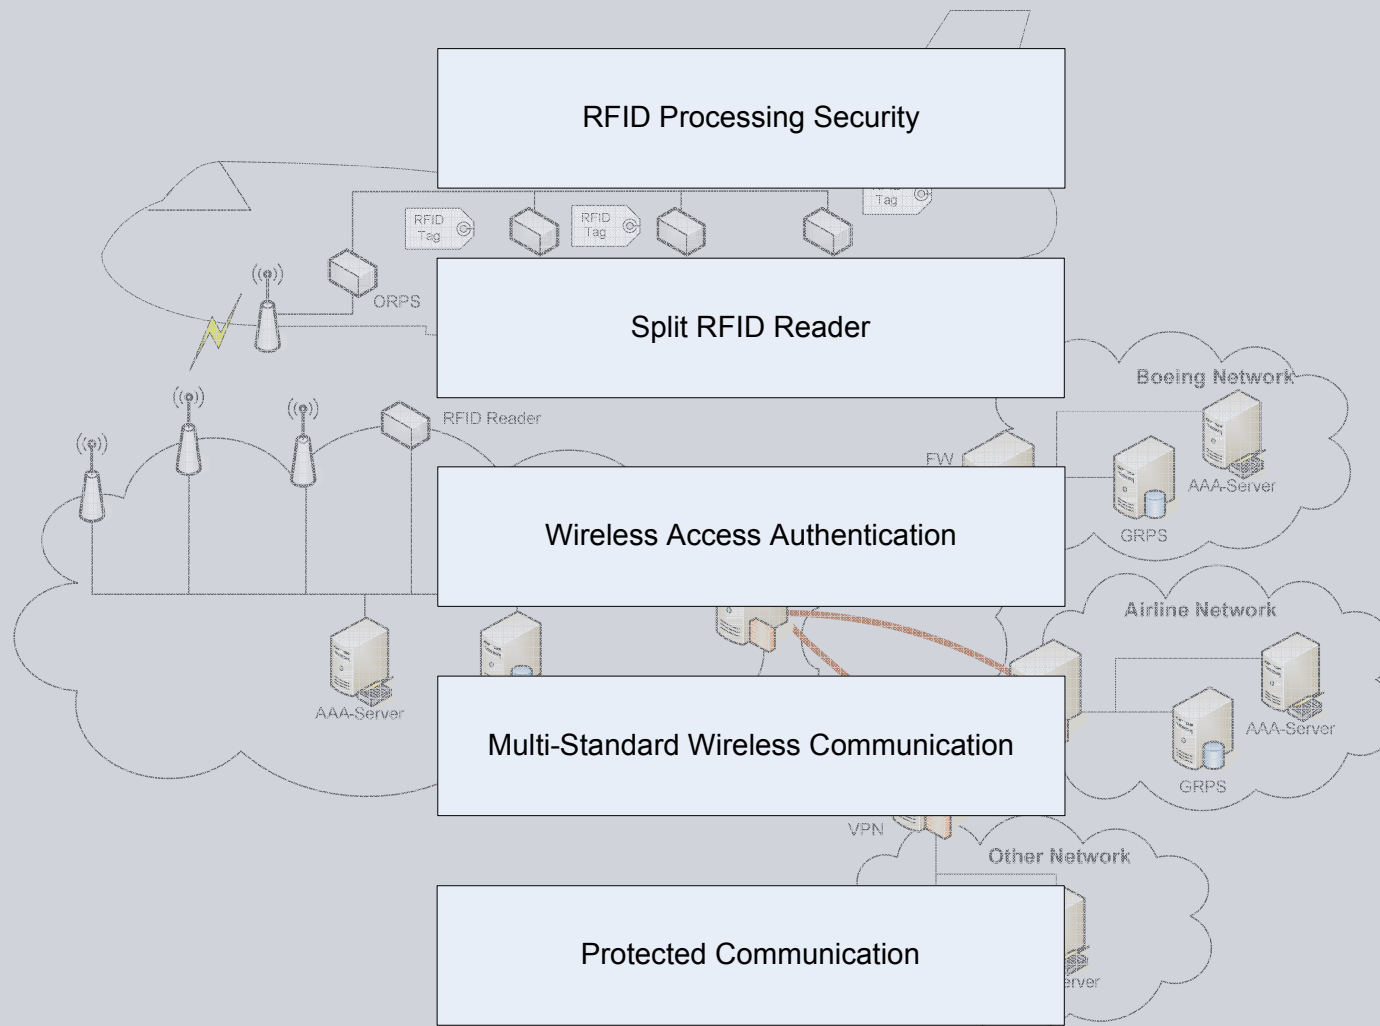 RFID Processing Security
RFID
Tag
RFID
Tag
Tag
ORPS
Split RFID Reader
Boeing Network
RFID Reader
FW
AAA-Server
GRPS
Wireless Access Authentication
Airline Network
AAA-Server
Multi-Standard Wireless Communication
AAA-Server
GRPS
VPN
Other Network
Protected Communication